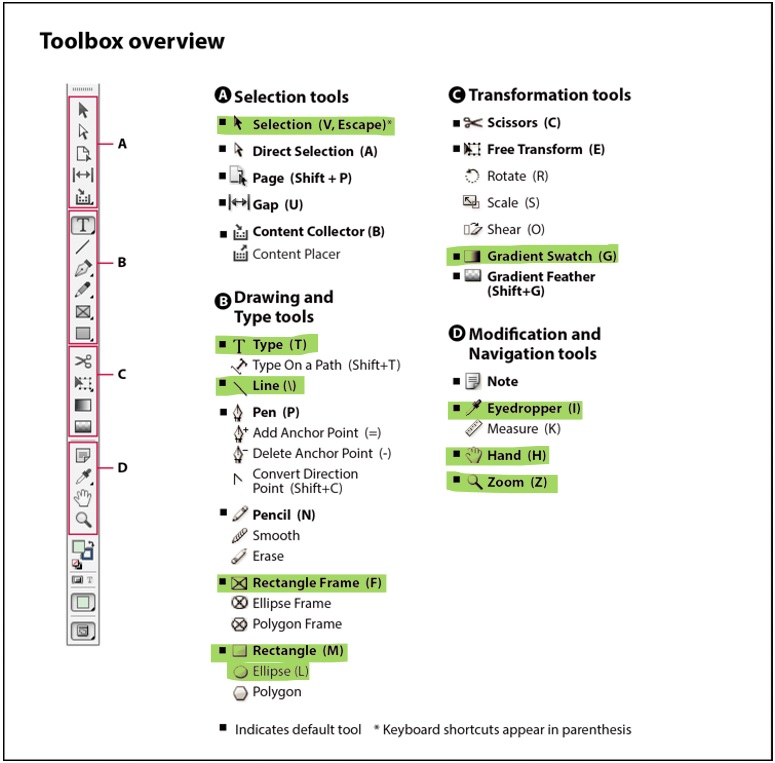 Toolbox overview
A
B
C
D
A Selection tools
Selection (V, Escape)*
Direct Selection (A)
Page (Shift + P)
Gap (U)
Content Collector (B)
Content Placer
B Drawing and
Type tools
Type (T)
Type On a Path (Shift+T)
Line (\)
Pen (P)
Add Anchor Point (=)
Delete Anchor Point (-)
Convert Direction
Point (Shift+C)
Pencil (N)
Smooth
Erase
Rectangle Frame (F)
Ellipse Frame
Polygon Frame
Rectangle (M)
Ellipse (L)
Polygon
C Transformation tools
Scissors (C)
Free Transform (E)
Rotate (R)
Scale (S)
Shear (O)
Gradient Swatch (G)
Gradient Feather
(Shift+G)
D Modification and
Navigation tools
Note
Eyedropper (I)
Measure (K)
Hand (H)
Zoom (Z)
Indicates default tool * Keyboard shortcuts appear in parenthesis